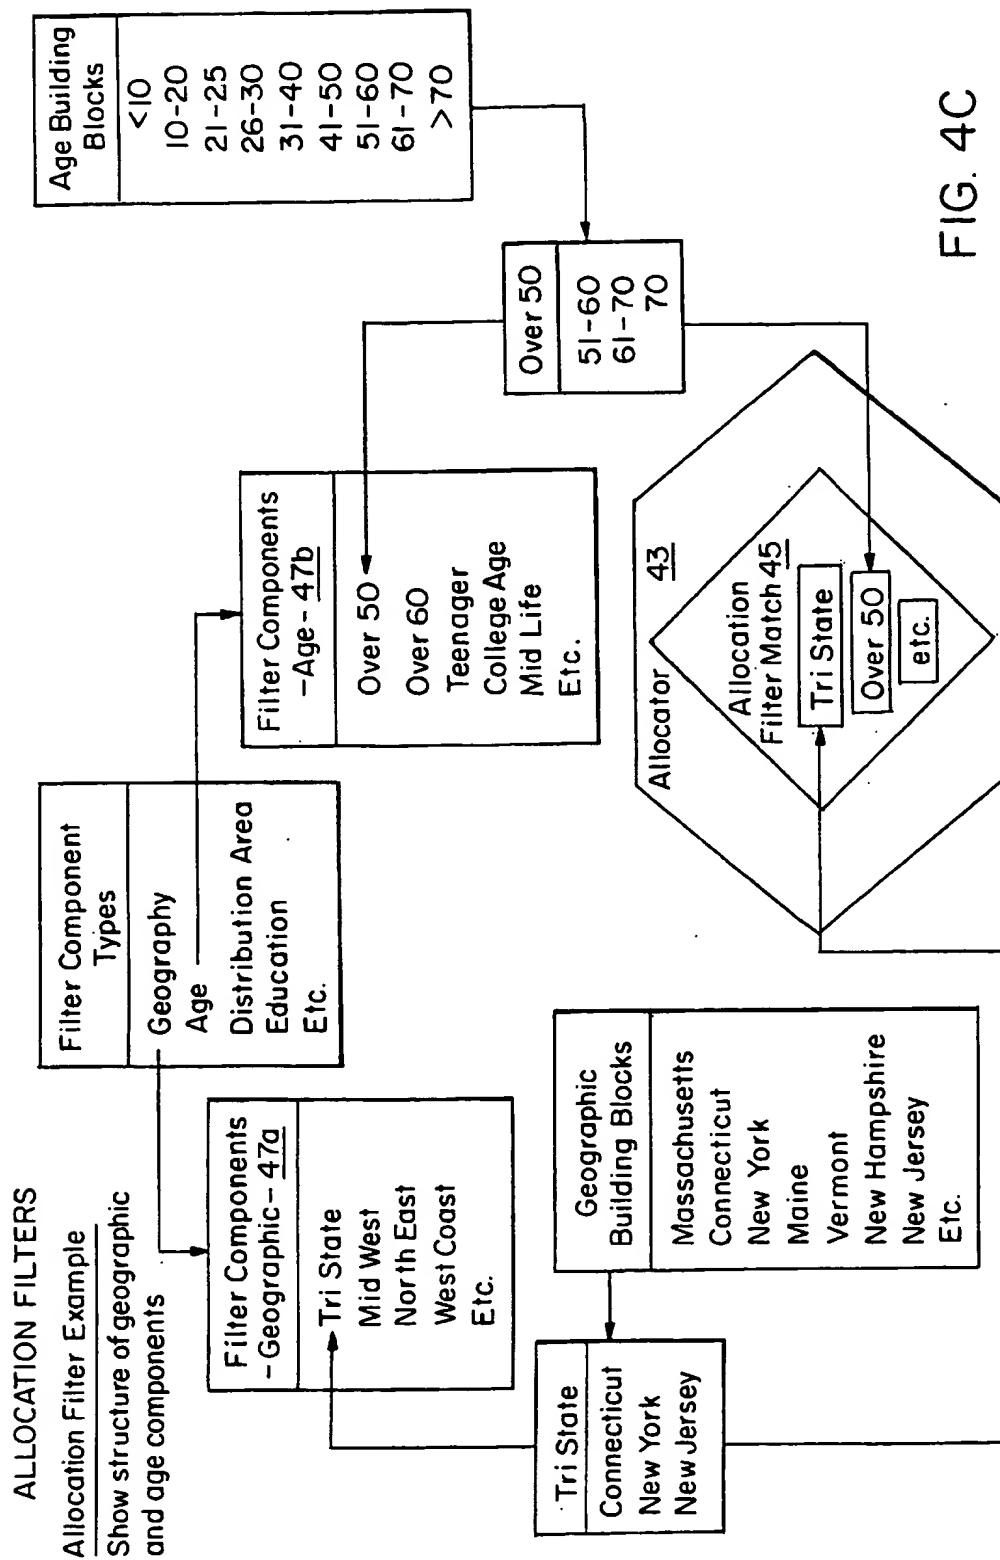 ALLOCATION FILTERS
Allocation Filter Example
Show structure of geographic
and age components
Filter Component
Types
Geography
Age
Distribution Area
Education
Etc.
Filter Components
-Geographic-47a
Tri State
Mid West
North East
West Coast
Etc.
Filter Components
-Age-47b
Over 50
Over 60
Teenager
College Age
Mid Life
Etc.
Age Building
Blocks
<10
10-20
21-25
26-30
31-40
41-50
51-60
61-70
>70
Over 50
51-60
61-70
70
Tri State
Connecticut
New York
New Jersey
Geographic
Building Blocks
Massachusetts
Connecticut
New York
Maine
Vermont
New Hampshire
New Jersey
Etc.
Allocator 43
Allocation
Filter Match 45
Tri State
Over 50
etc.
FIG. 4C